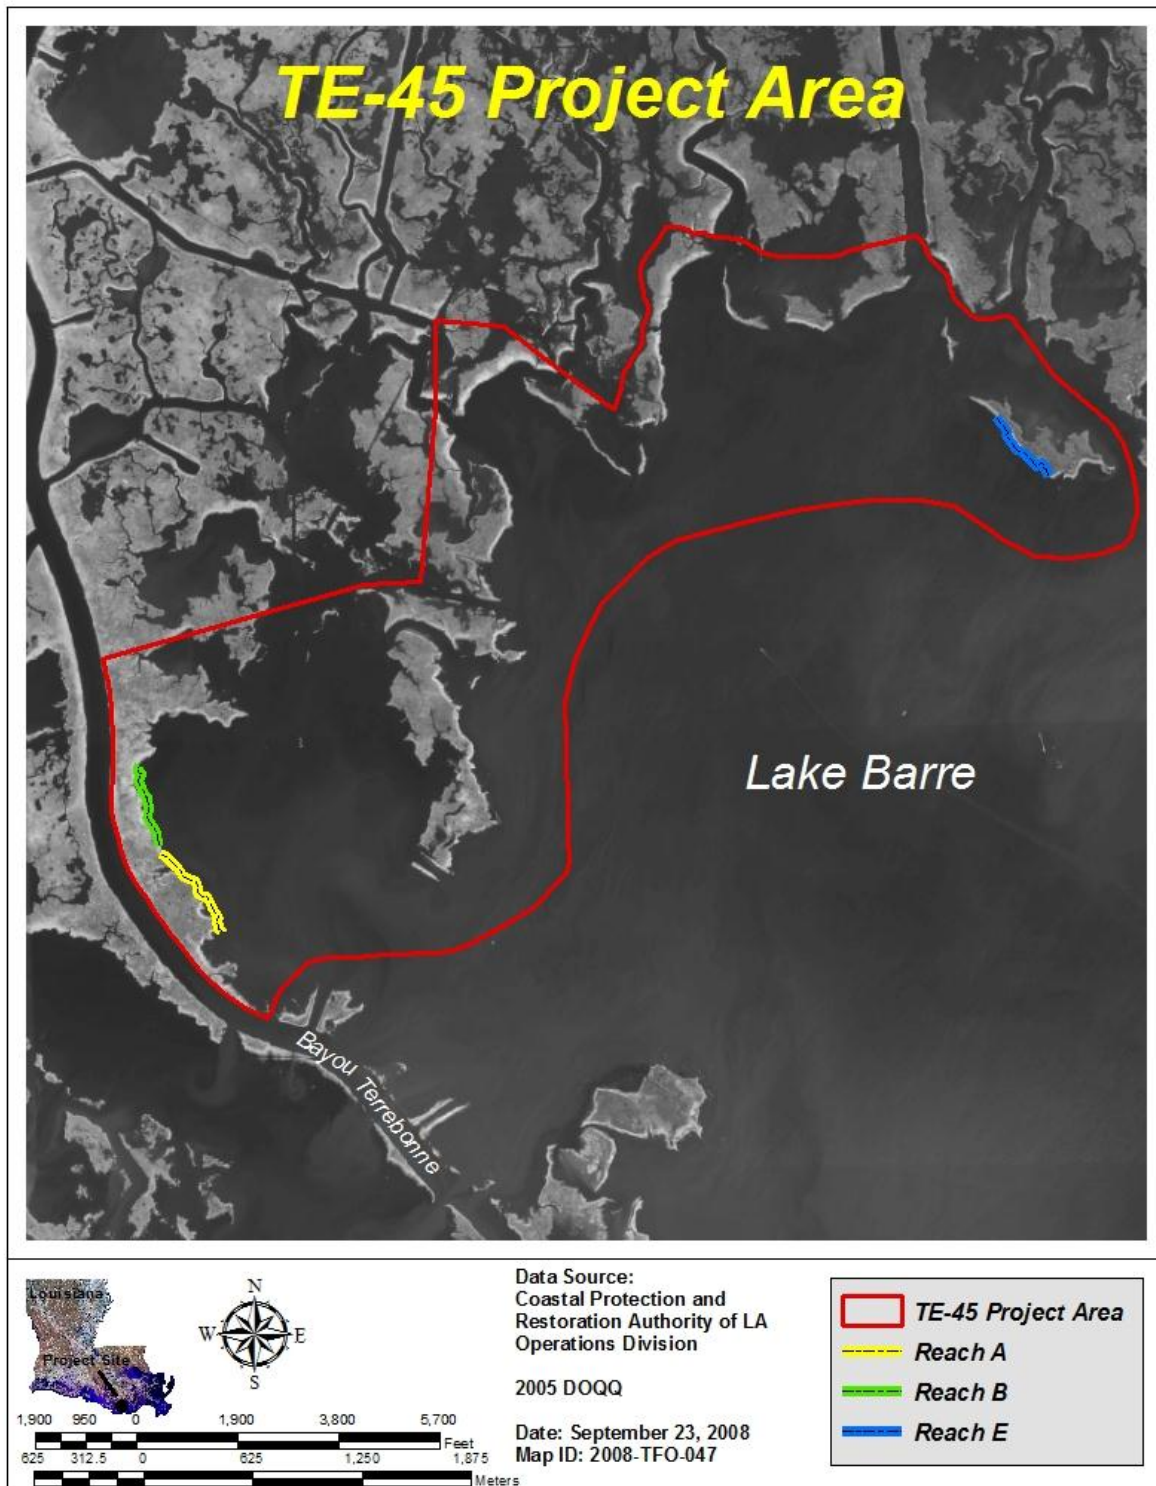 TE-45 Project Area
Lake Barre
Bayou Terrebonne
Louisiana
Project Site
N
W E
S
1,900 950 0 1,900 3,800 5,700
Feet
625 312.5 0 625 1,250 1,875
Meters
Data Source:
Coastal Protection and
Restoration Authority of LA
Operations Division
2005 DOQQ
Date: September 23, 2008
Map ID: 2008-TFO-047
TE-45 Project Area
Reach A
Reach B
Reach E